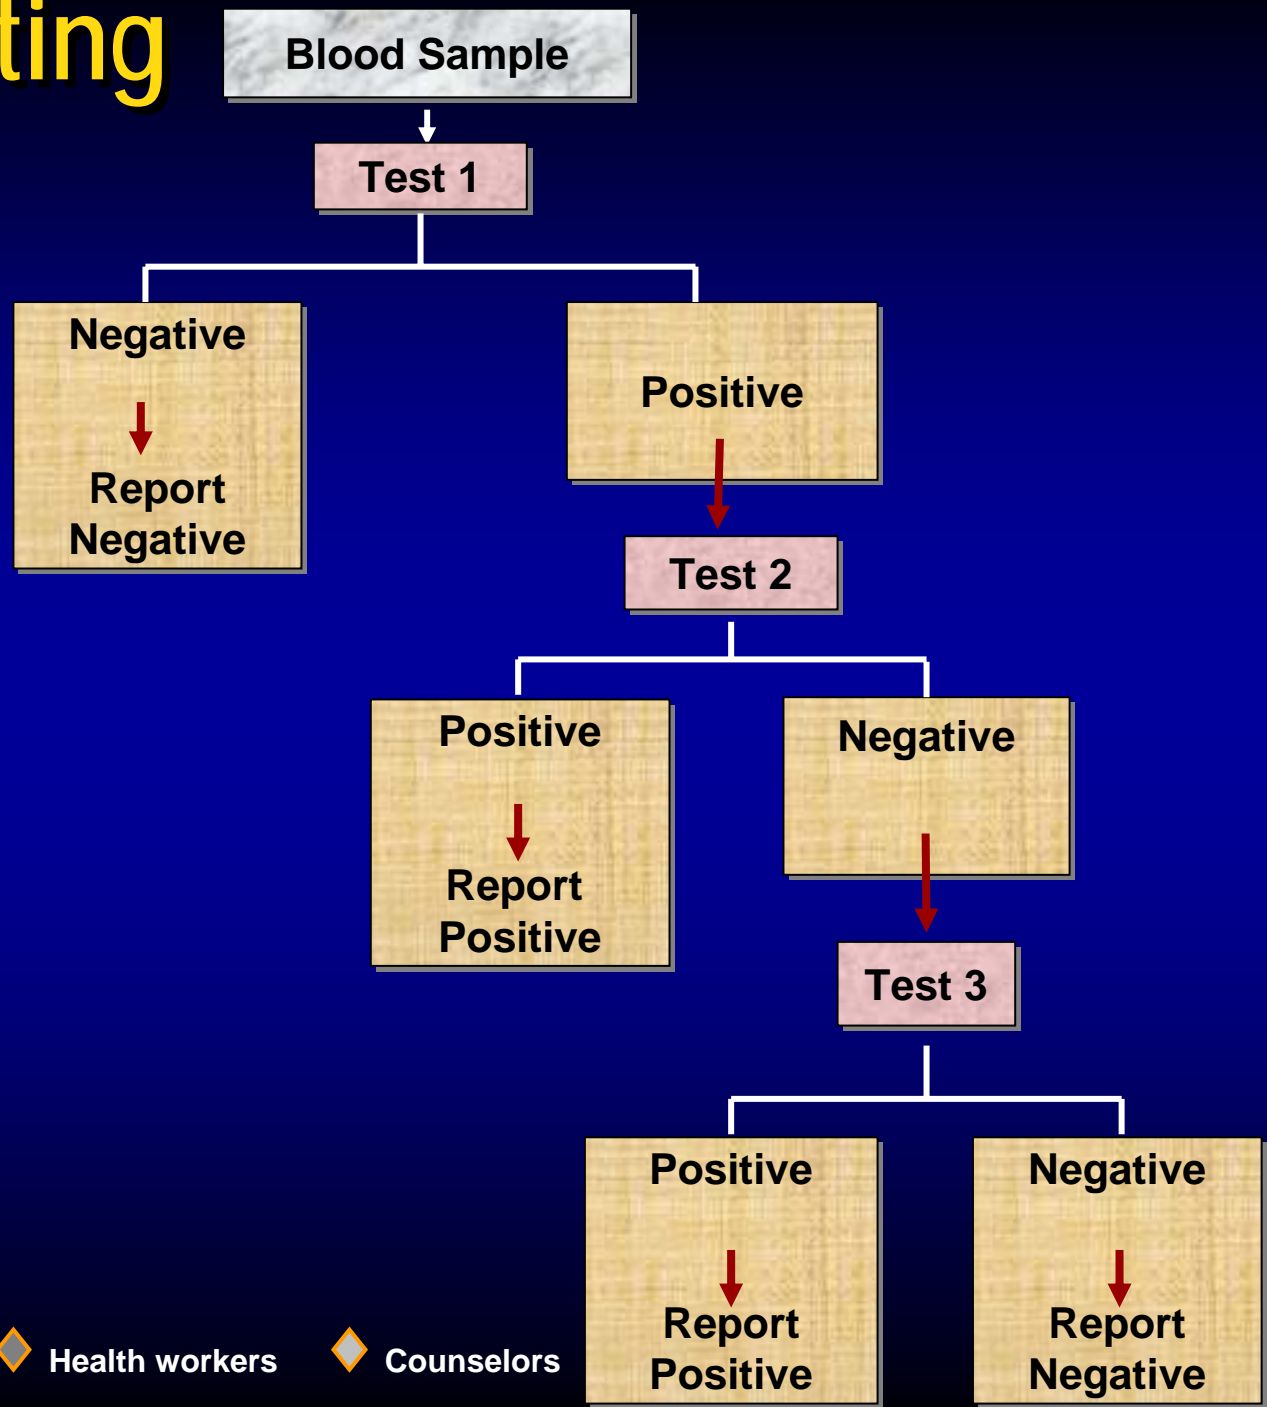 ting
Blood Sample
Test 1
Negative
Report
Negative
Positive
Test 2
Positive
Report
Positive
Negative
Test 3
Positive
Report
Positive
Negative
Report
Negative
Health workers
Counselors